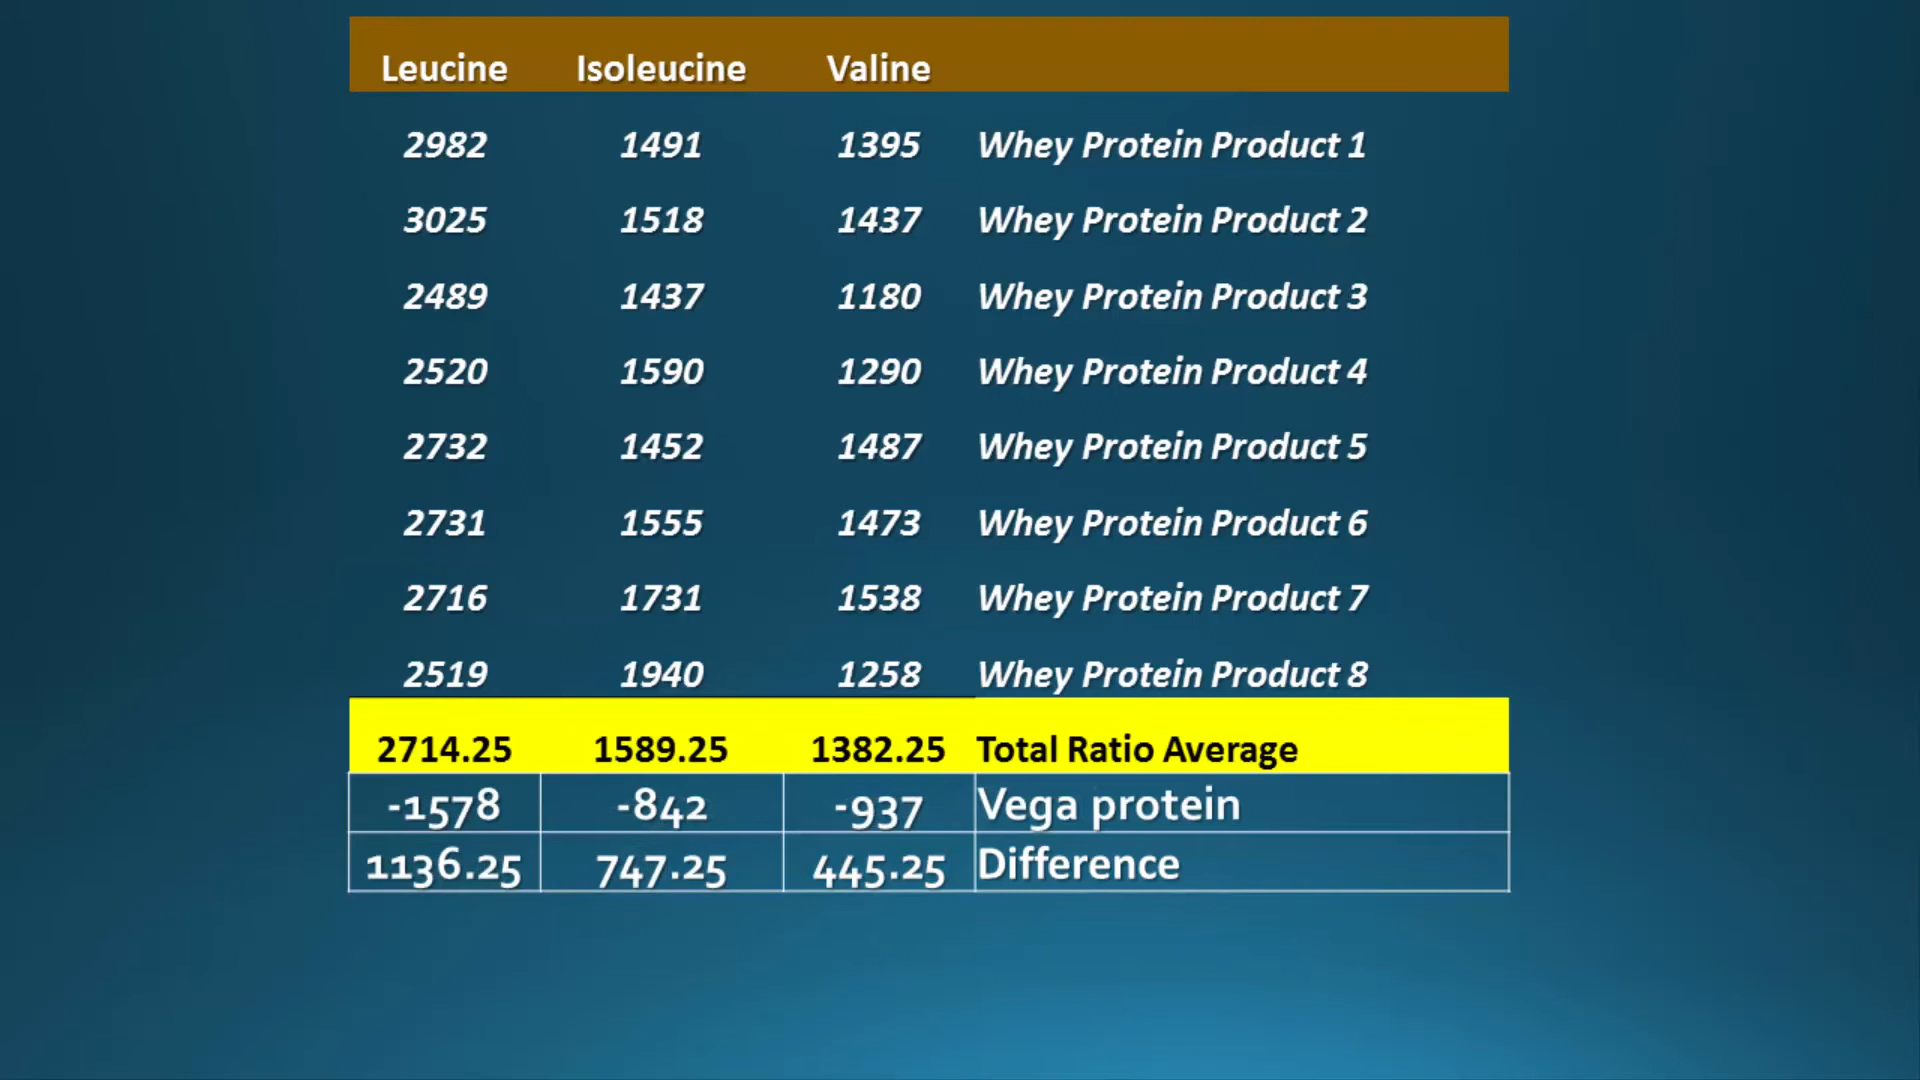 Leucine Isoleucine Valine
2982 1491 1395 Whey Protein Product 1
3025 1518 1437 Whey Protein Product 2
2489 1437 1180 Whey Protein Product 3
2520 1590 1290 Whey Protein Product 4
2732 1452 1487 Whey Protein Product 5
2731 1555 1473 Whey Protein Product 6
2716 1731 1538 Whey Protein Product 7
2519 1940 1258 Whey Protein Product 8
2714.25 1589.25 1382.25 Total Ratio Average
-1578 -842 -937 Vega protein
1136.25 747.25 445.25 Difference